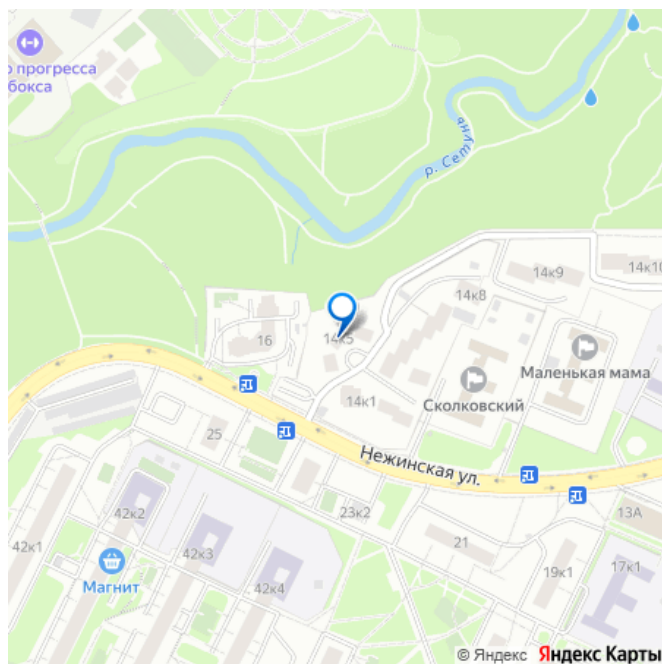 о прогресса
бокса
р. Сетунь
14к9
14к10
14к8
16
14к5
Маленькая мама
14к1
Сколковский
25
Нежинская ул.
42к2
23к2
13А
42к1
42к3
21
Магнит
42к4
19к1
17к1
© Яндекс Яндекс Карты